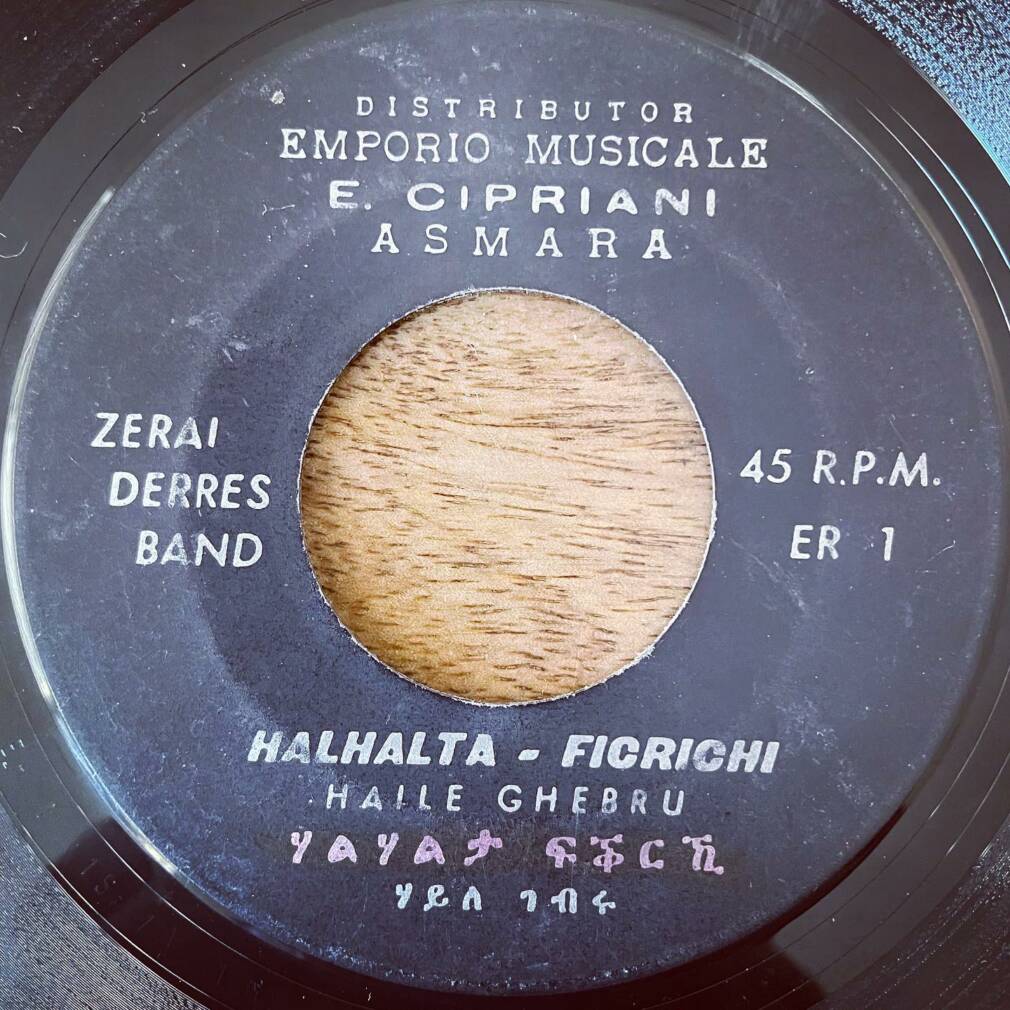 DISTRIBUTOR
EMPORIO MUSICALE
E. CIPRIANI
ASMARA
ZERAI
DERRES
BAND
45 R.P.M.
ER 1
HALHALTA - FICRICHI
HAILE GHEBRU
ሃልሃልታ ፍቕርኺ
ሃይለ ገብሩ